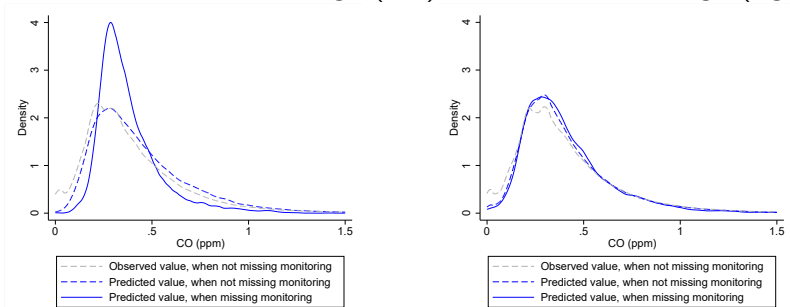 Density
4
3
2
1
0
0
.5
1
1.5
CO (ppm)
Observed value, when not missing monitoring
Predicted value, when not missing monitoring
Predicted value, when missing monitoring
Density
4
3
2
1
0
0
.5
1
1.5
CO (ppm)
Observed value, when not missing monitoring
Predicted value, when not missing monitoring
Predicted value, when missing monitoring